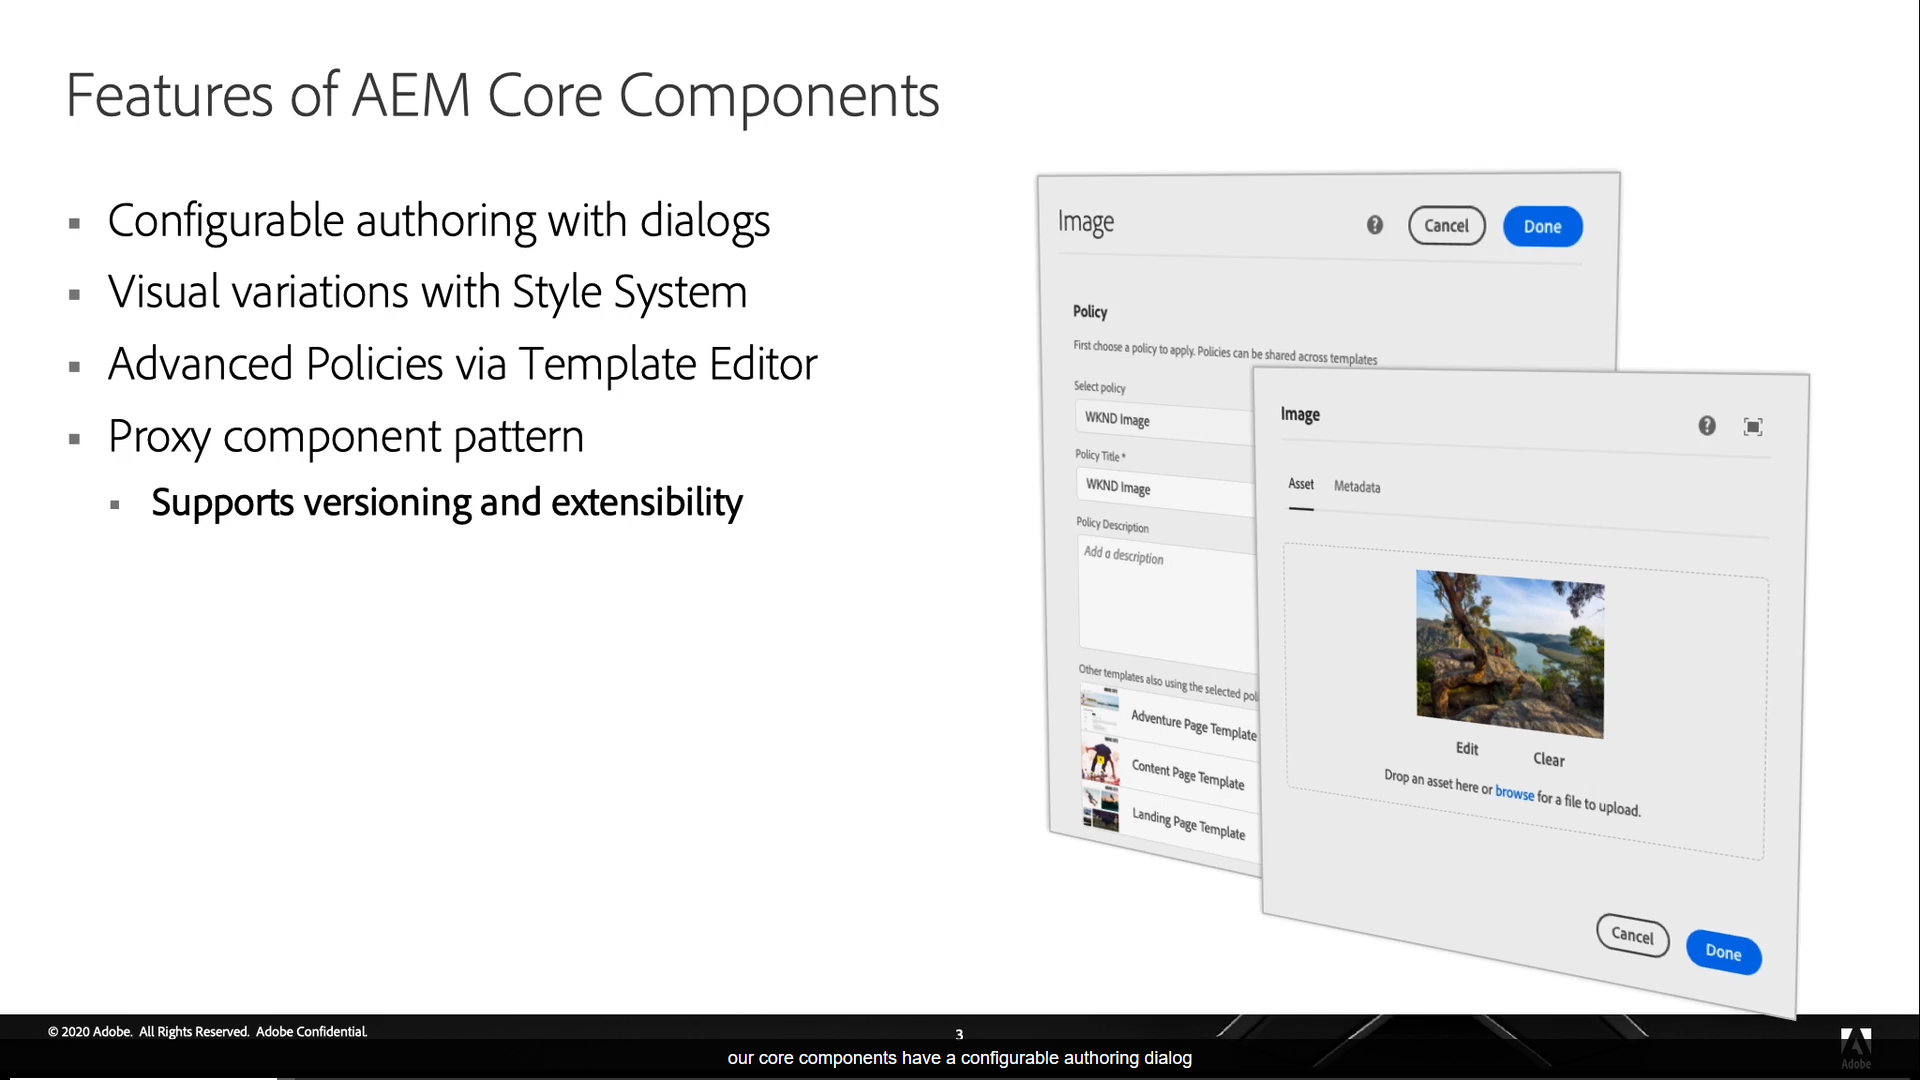 Features of AEM Core Components
Configurable authoring with dialogs
Visual variations with Style System
Advanced Policies via Template Editor
Proxy component pattern
Supports versioning and extensibility
Image
Cancel
Done
Policy
First choose a policy to apply. Policies can be shared across templates
Select policy
WKND Image
Policy Title *
WKND Image
Policy Description
Add a description
Other templates also using the selected poli
Adventure Page Template
Content Page Template
Landing Page Template
Image
Asset Metadata
Edit Clear
Drop an asset here or browse for a file to upload.
Cancel
Done
© 2020 Adobe. All Rights Reserved. Adobe Confidential.
3
Adobe
our core components have a configurable authoring dialog